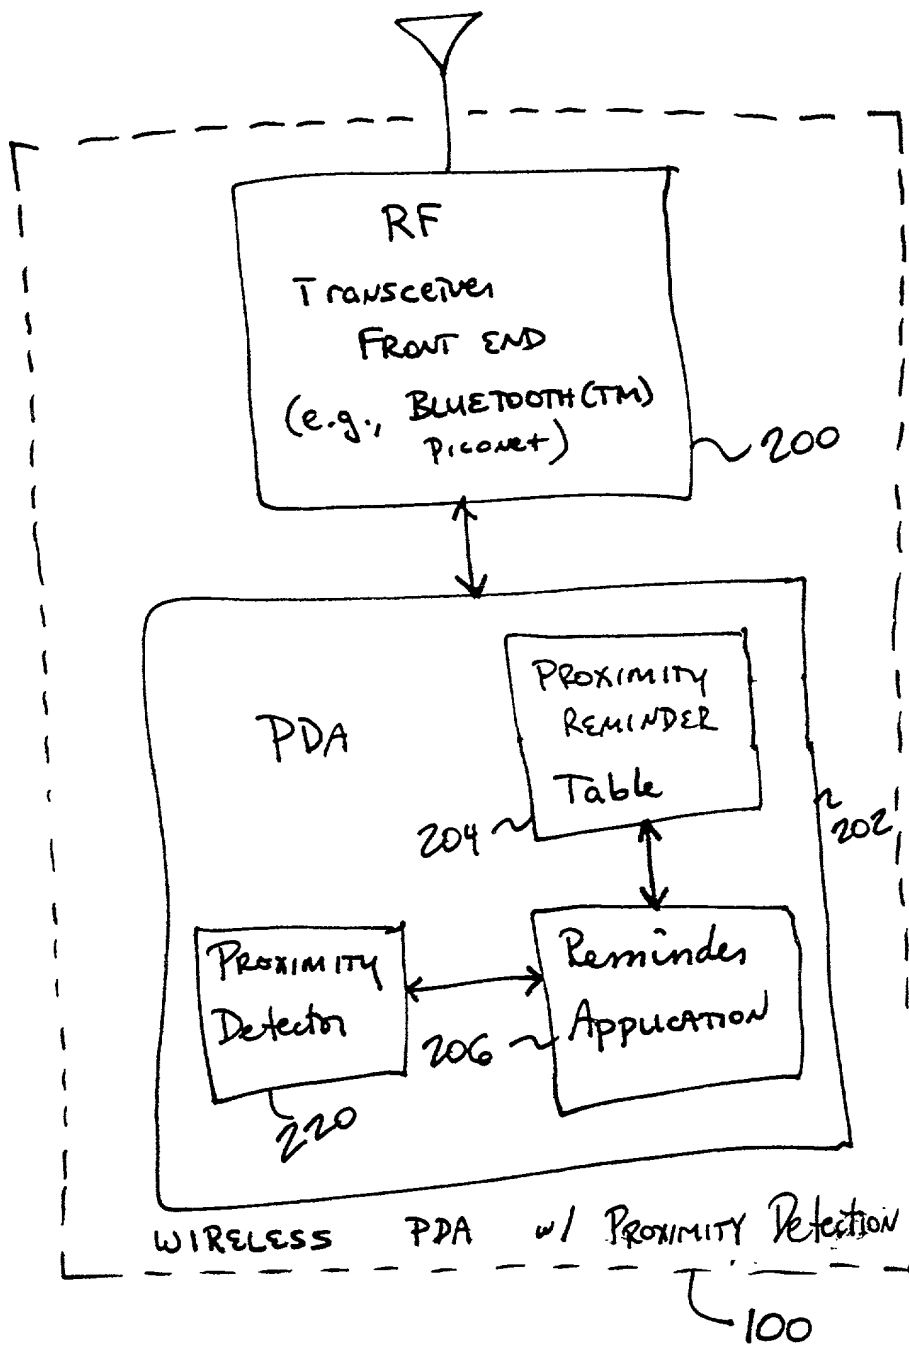 RF
Transceiver
FRONT END
(e.g., BLUETOOTH(TM)
piconet)
200
PDA
PROXIMITY
REMINDER
Table
204
202
PROXIMITY
Detector
220
Reminder
APPLICATION
206
WIRELESS PDA w/ PROXIMITY Detection
100